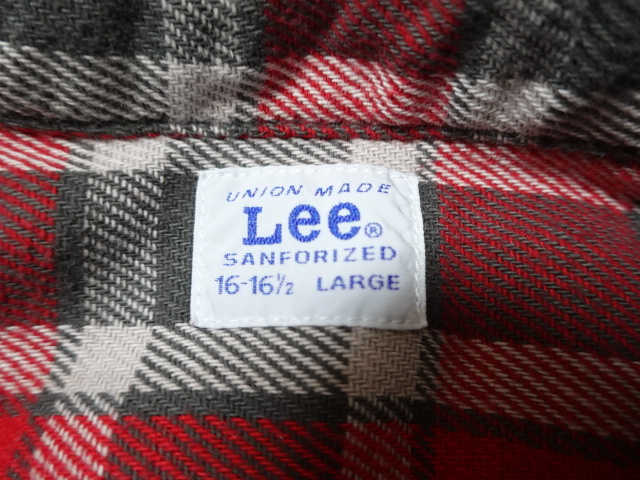 UNION MADE
Lee®
SANFORIZED
16-16½ LARGE